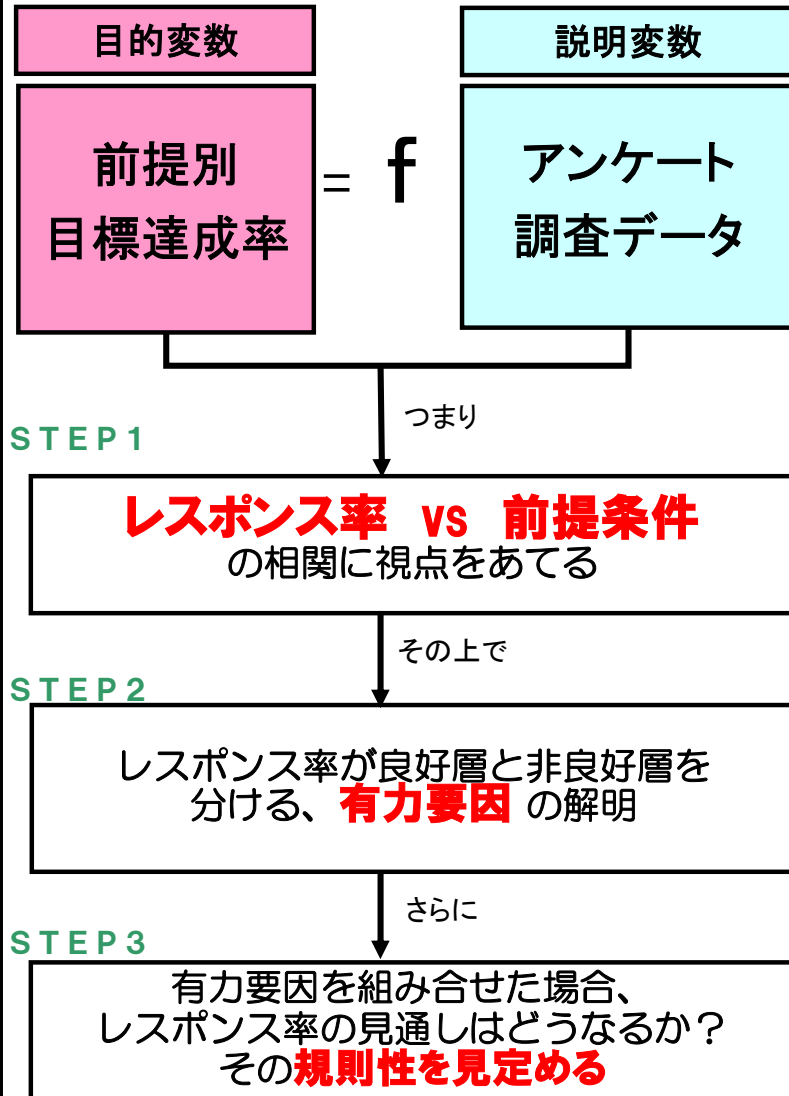 目的変数
説明変数
前提別
目標達成率
= f
アンケート
調査データ
つまり
STEP1
レスポンス率 vs 前提条件
の相関に視点をあてる
その上で
STEP2
レスポンス率が良好層と非良好層を
分ける、有力要因 の解明
さらに
STEP3
有力要因を組み合せた場合、
レスポンス率の見通しはどうなるか？
その規則性を見定める